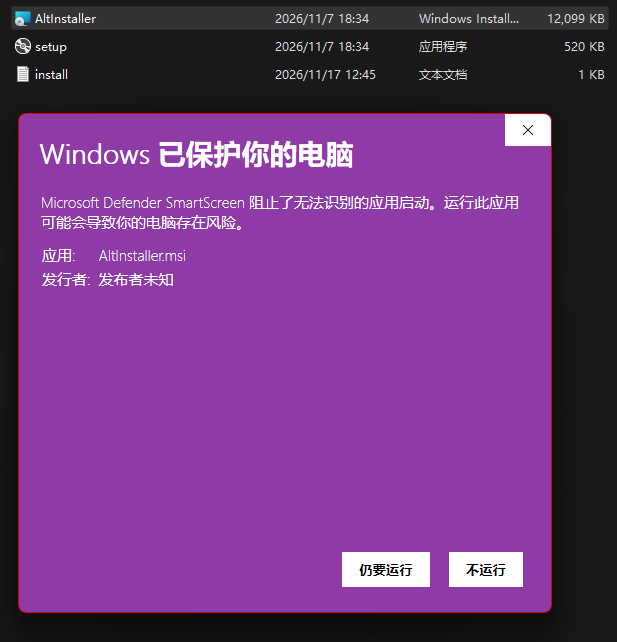 AltInstaller 2026/11/7 18:34 Windows Install... 12,099 KB
setup 2026/11/7 18:34 应用程序 520 KB
install 2026/11/17 12:45 文本文档 1 KB
Windows 已保护你的电脑
Microsoft Defender SmartScreen 阻止了无法识别的应用启动。运行此应用
可能会导致你的电脑存在风险。
应用: AltInstaller.msi
发行者: 发布者未知
仍要运行 不运行